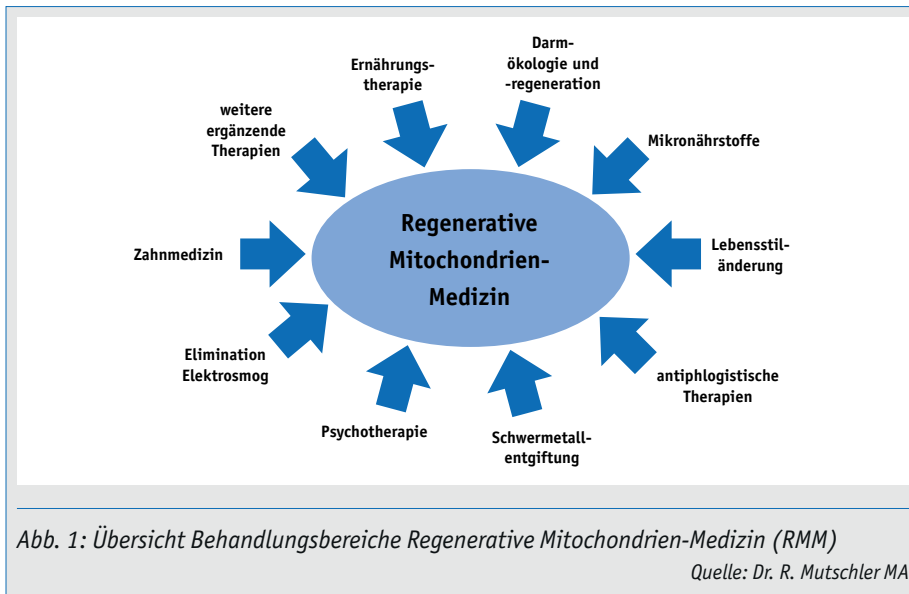 Ernährungs-
therapie
Darm-
ökologie und
-regeneration
weitere
ergänzende
Therapien
Mikronährstoffe
Regenerative
Mitochondrien-
Medizin
Zahnmedizin
Lebensstil-
änderung
Elimination
Elektrosmog
antiphlogistische
Therapien
Psychotherapie
Schwermetall-
entgiftung
Abb. 1: Übersicht Behandlungsbereiche Regenerative Mitochondrien-Medizin (RMM)
Quelle: Dr. R. Mutschler MA